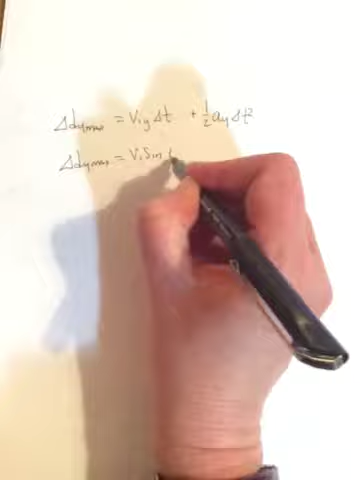 Δdymax = Viy Δt + ½ ay Δt²
Δdymax = Vi Sin